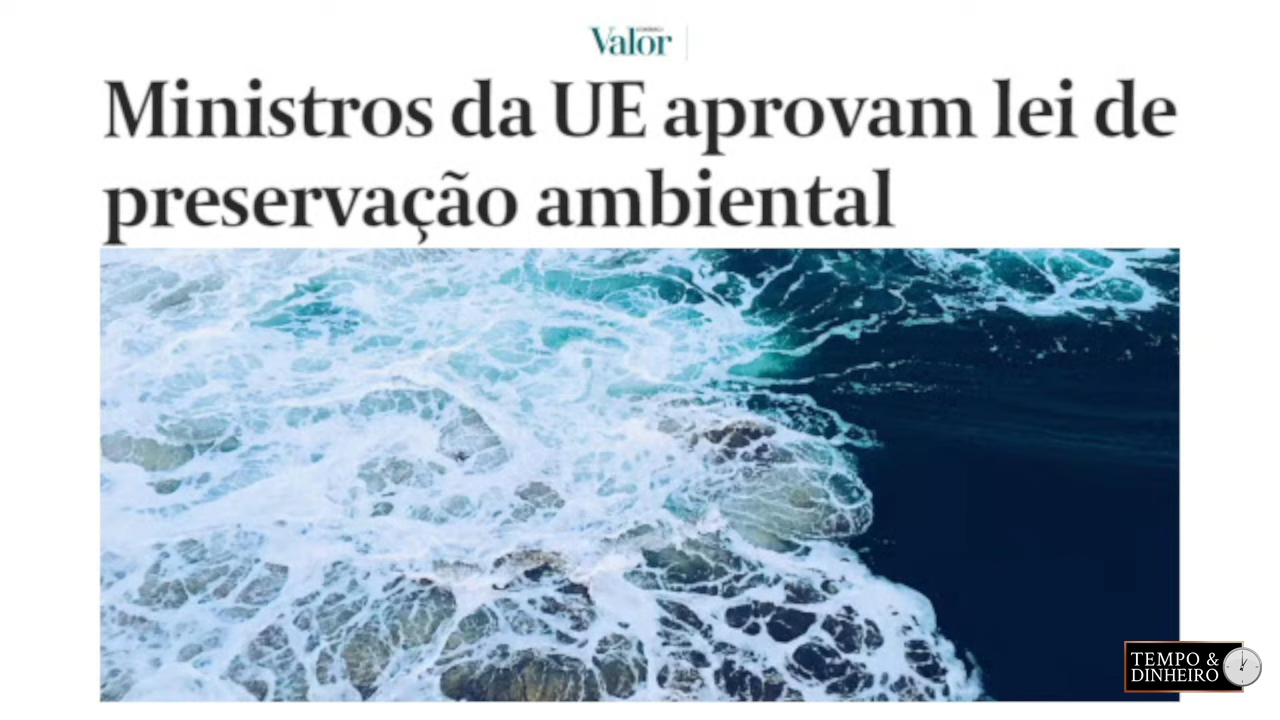 Valor
Ministros da UE aprovam lei de
preservação ambiental
TEMPO &
DINHEIRO